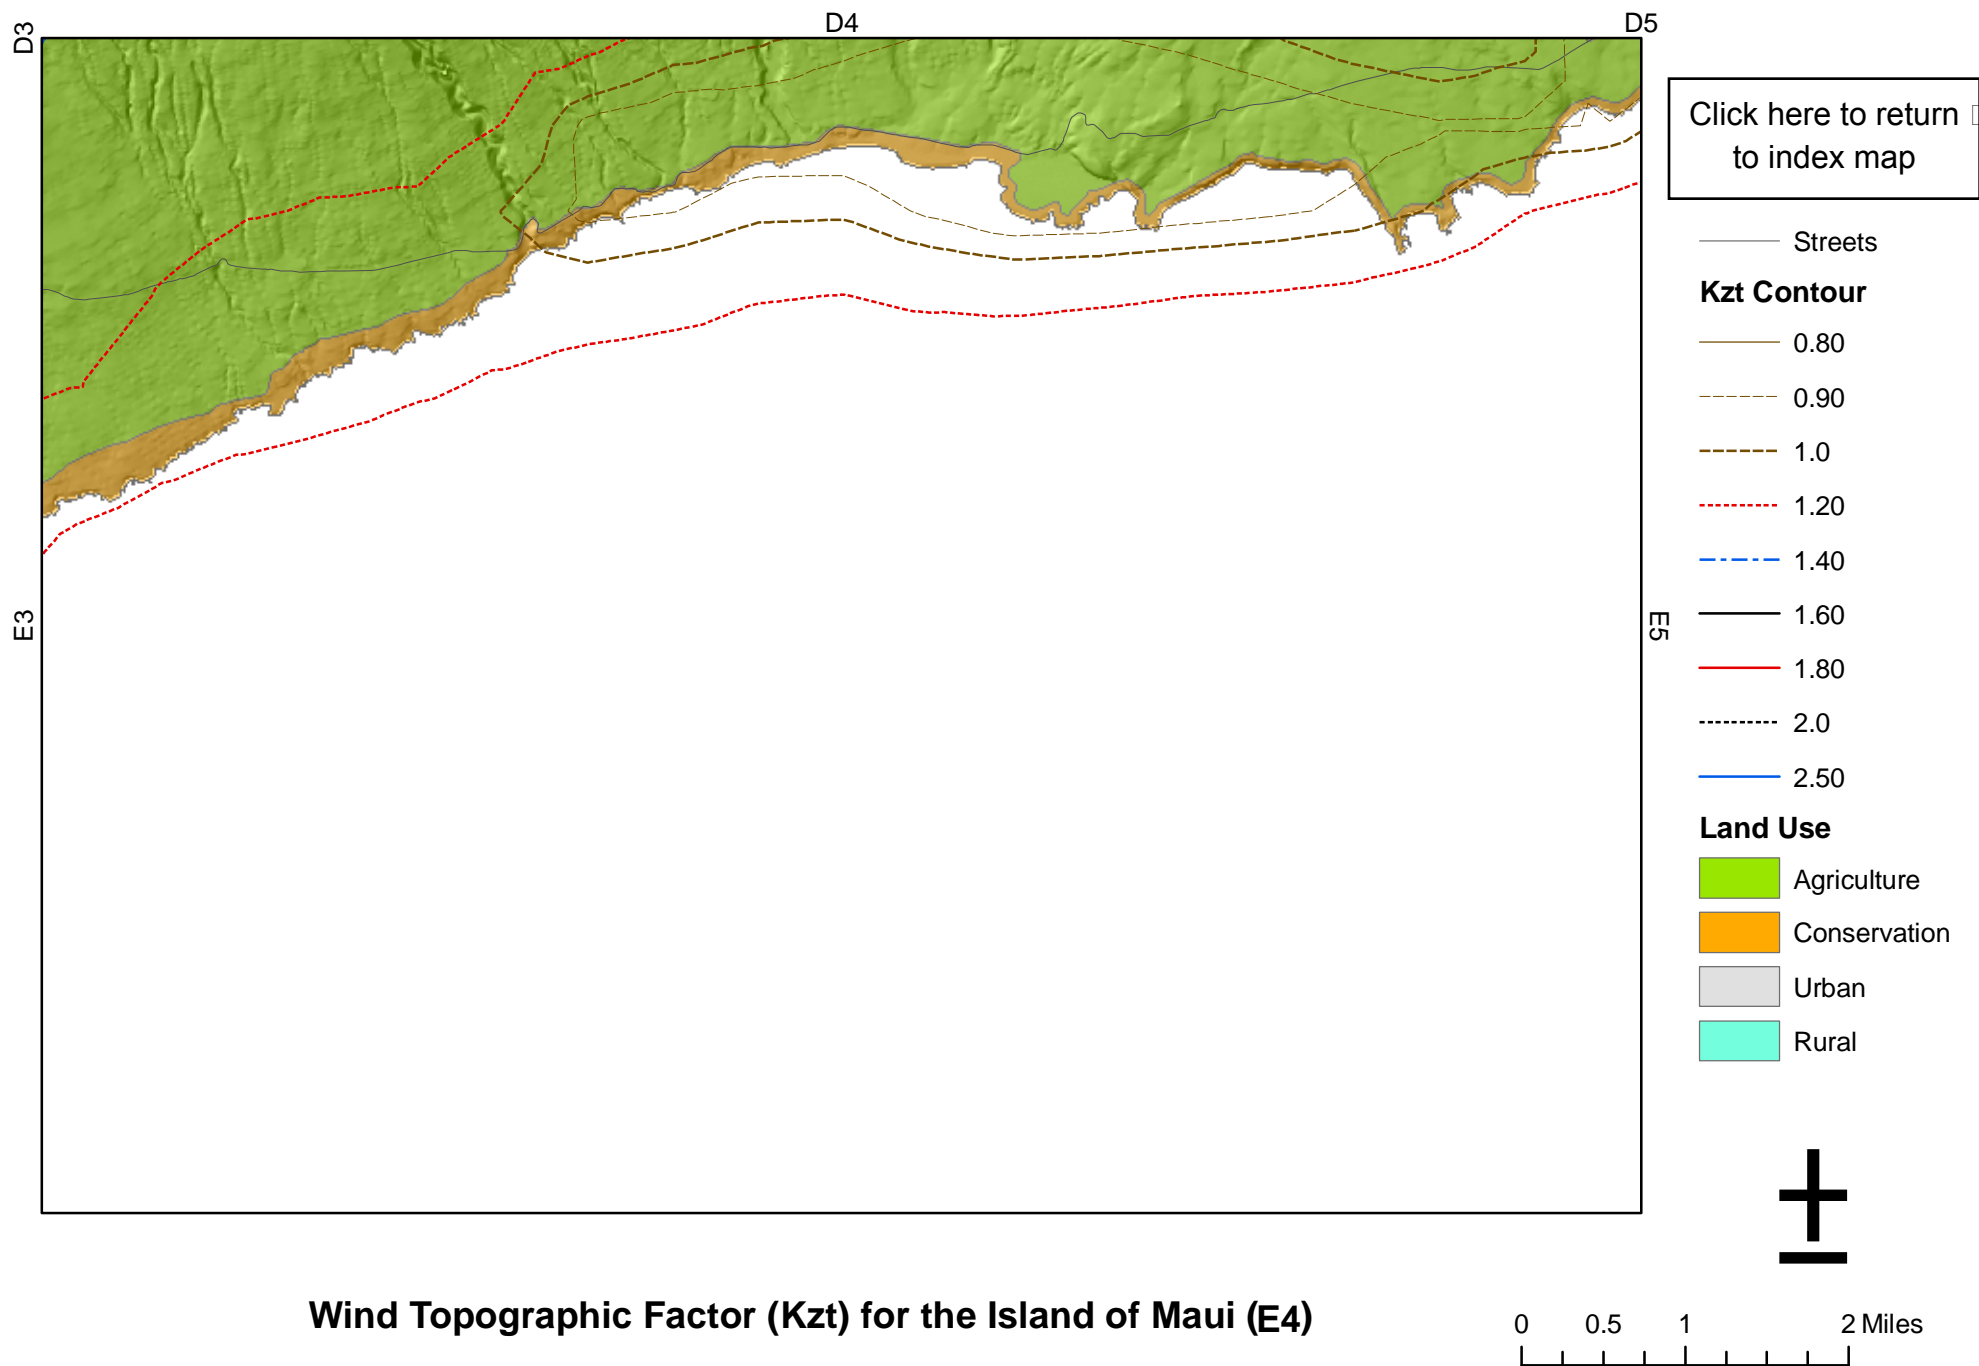 D3
D4
D5
Click here to return
to index map
Streets
Kzt Contour
0.80
0.90
1.0
1.20
1.40
1.60
1.80
2.0
2.50
Land Use
Agriculture
Conservation
Urban
Rural
E3
E5
Wind Topographic Factor (Kzt) for the Island of Maui (E4)
0 0.5 1 2 Miles